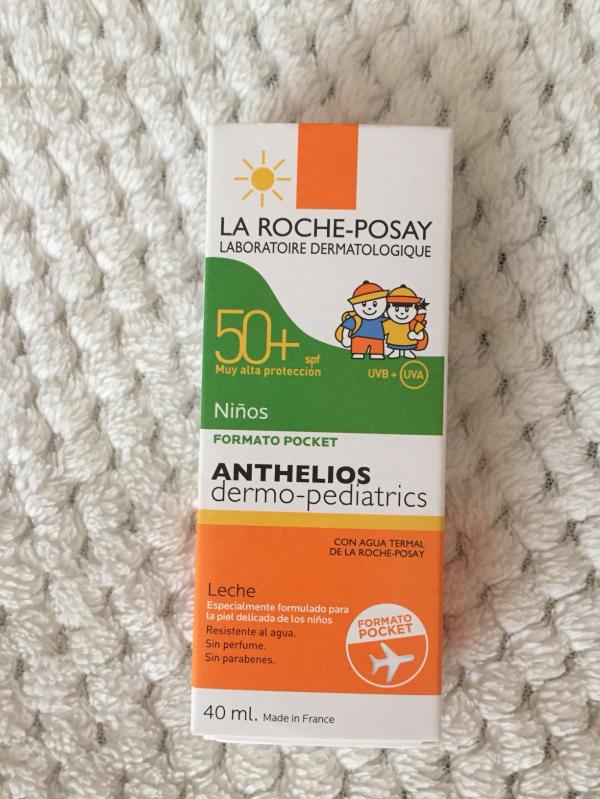 LA ROCHE-POSAY
LABORATOIRE DERMATOLOGIQUE
50+ spf
Muy alta protección
UVB + UVA
Niños
FORMATO POCKET
ANTHELIOS
dermo-pediatrics
CON AGUA TERMAL
DE LA ROCHE-POSAY
Leche
Especialmente formulado para
la piel delicada de los niños
Resistente al agua.
Sin perfume.
Sin parabenes.
FORMATO
POCKET
40 ml. Made in France